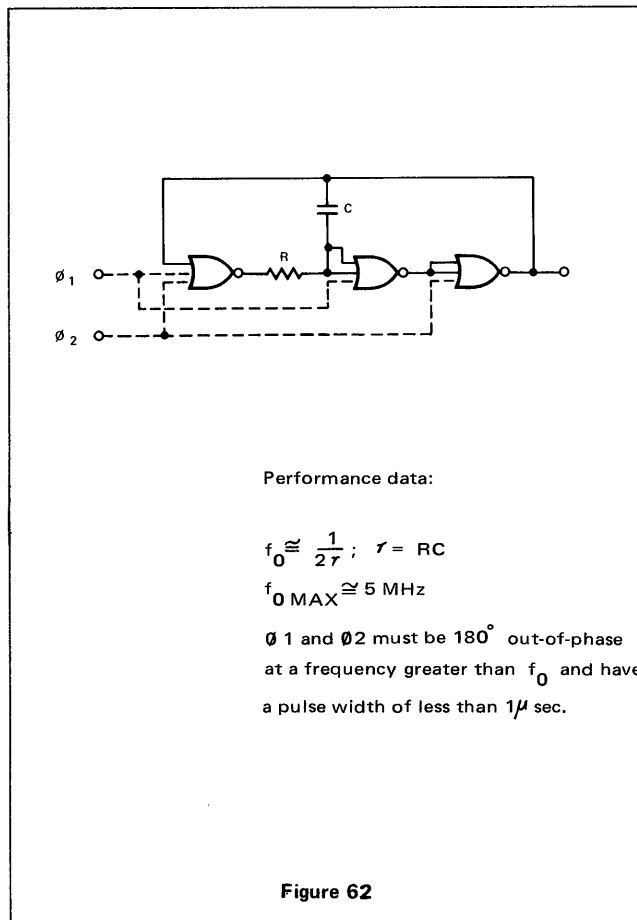 C
R
Ø 1
Ø 2
Performance data:
f0 ≅ 1/2τ ; τ = RC
f0 MAX ≅ 5 MHz
Ø 1 and Ø2 must be 180° out-of-phase
at a frequency greater than f0 and have
a pulse width of less than 1μ sec.
Figure 62